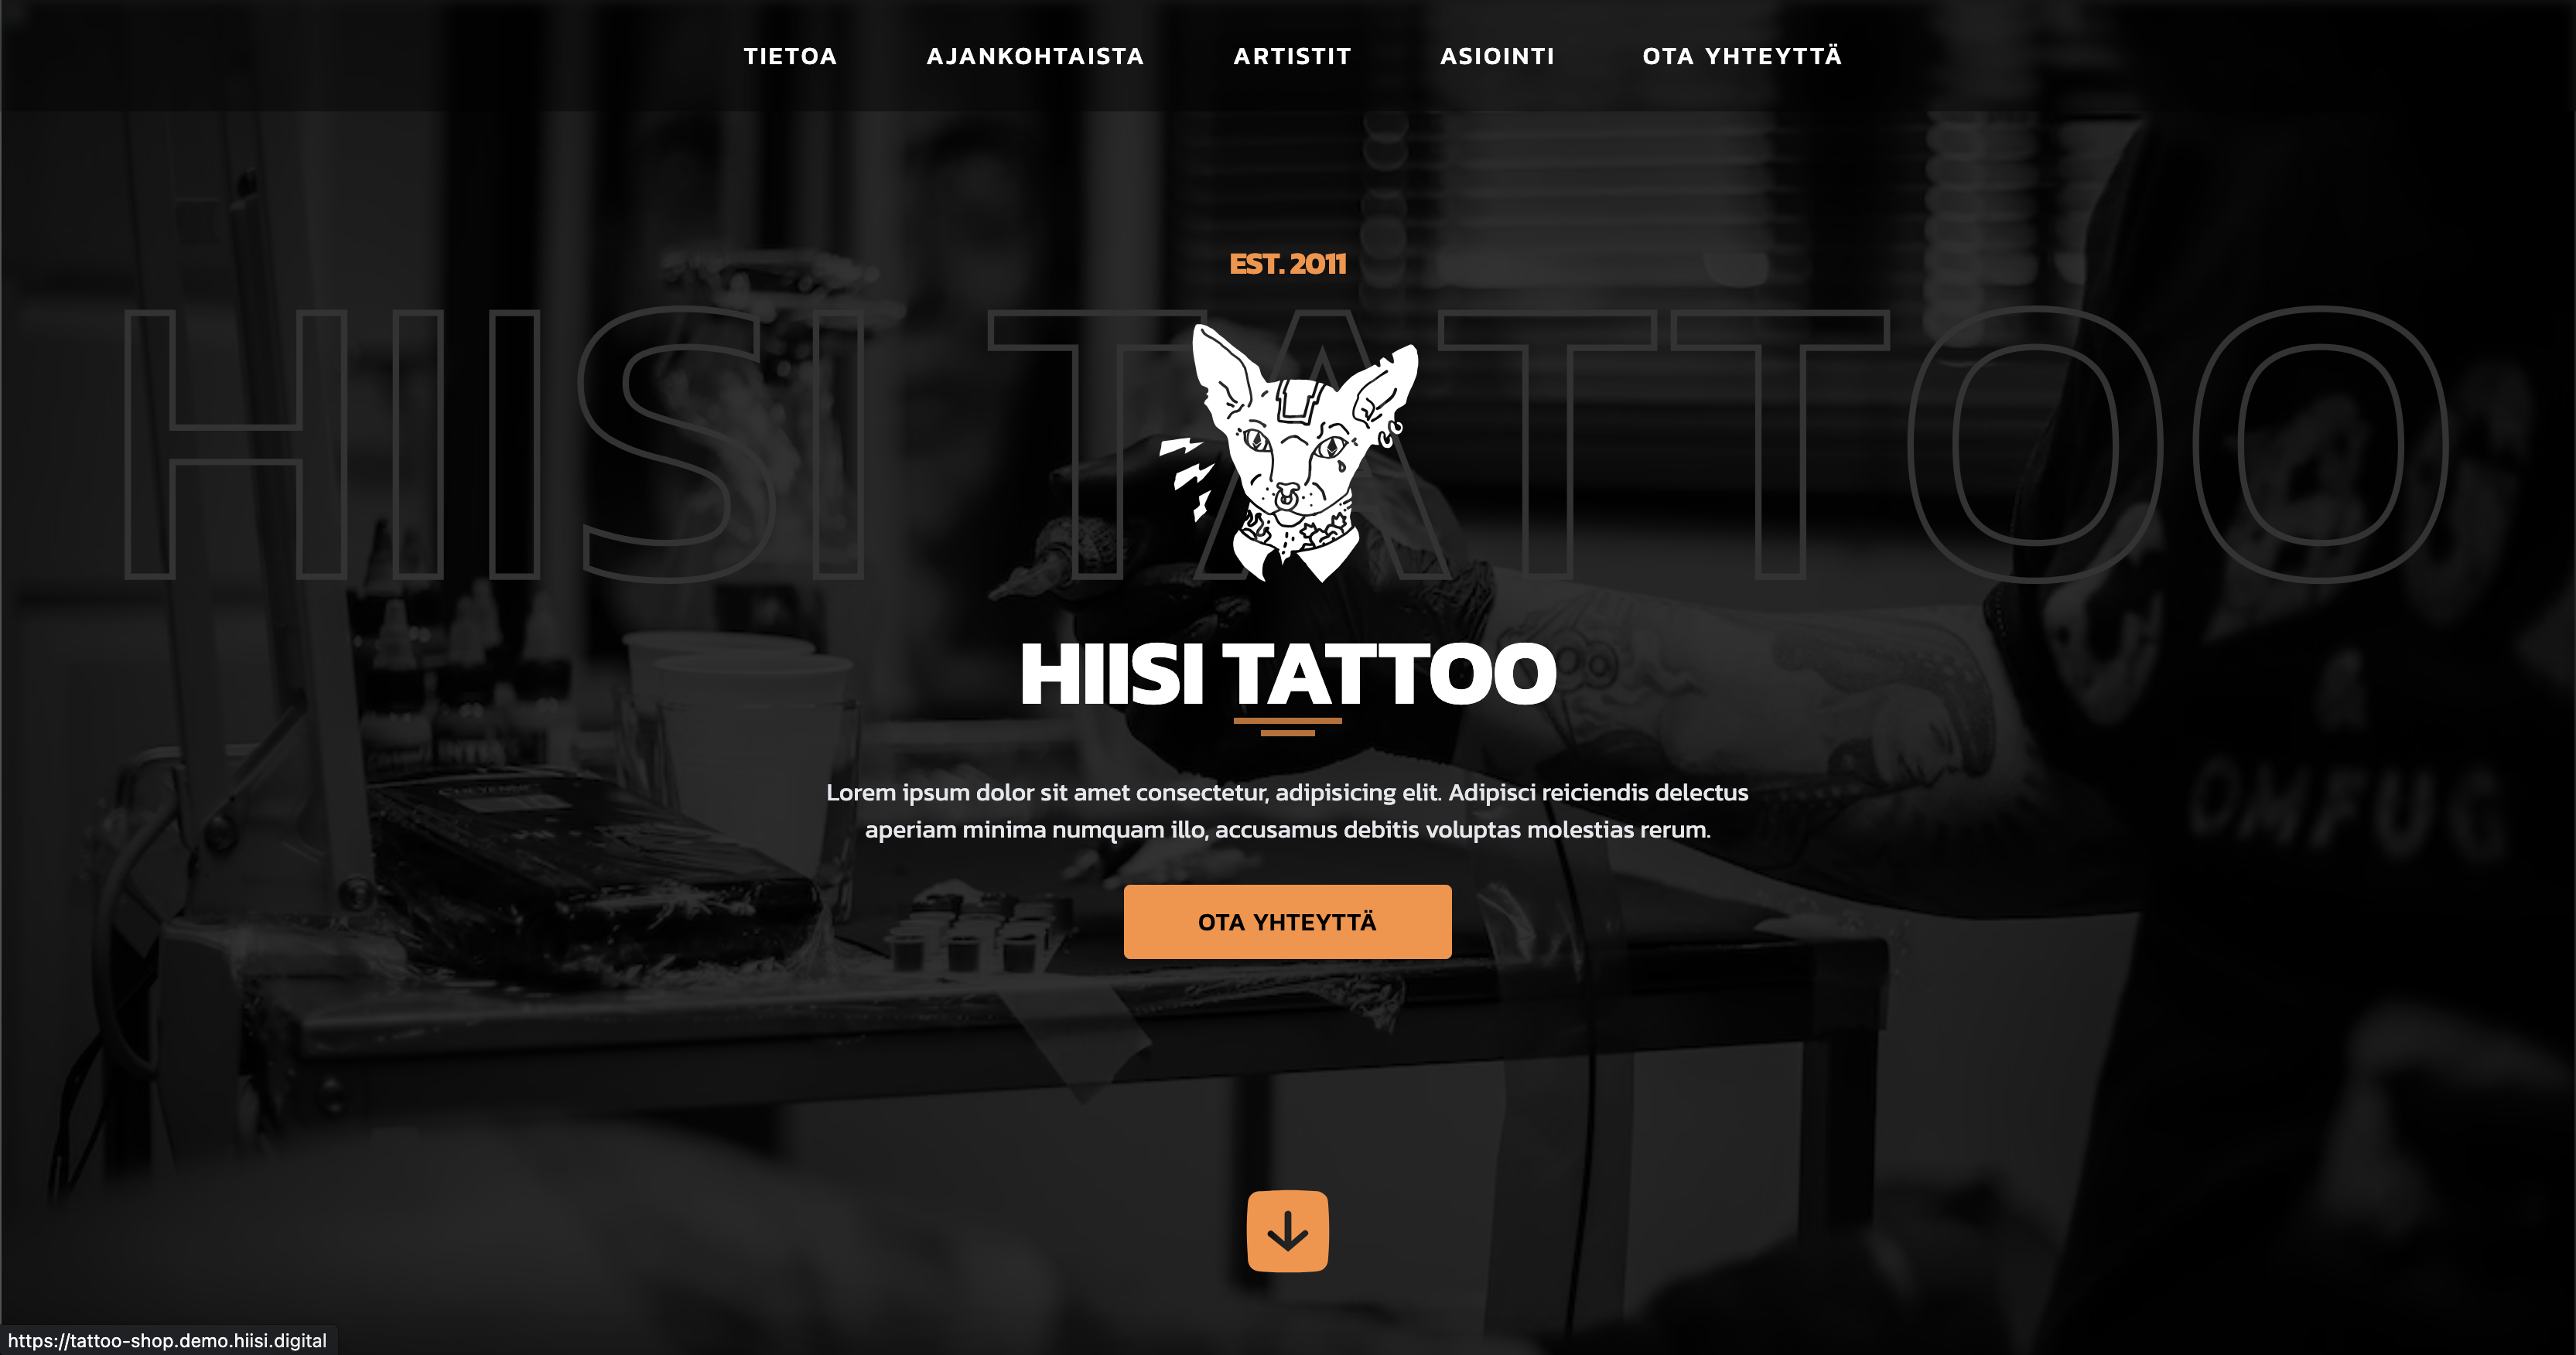 TIETOA AJANKOHTAISTA ARTISTIT ASIOINTI OTA YHTEYTTÄ
EST. 2011
HIISI TATTOO
HIISI TATTOO
Lorem ipsum dolor sit amet consectetur, adipisicing elit. Adipisci reiciendis delectus
aperiam minima numquam illo, accusamus debitis voluptas molestias rerum.
OTA YHTEYTTÄ
&
OMFUG
CHEYENNE
https://tattoo-shop.demo.hiisi.digital